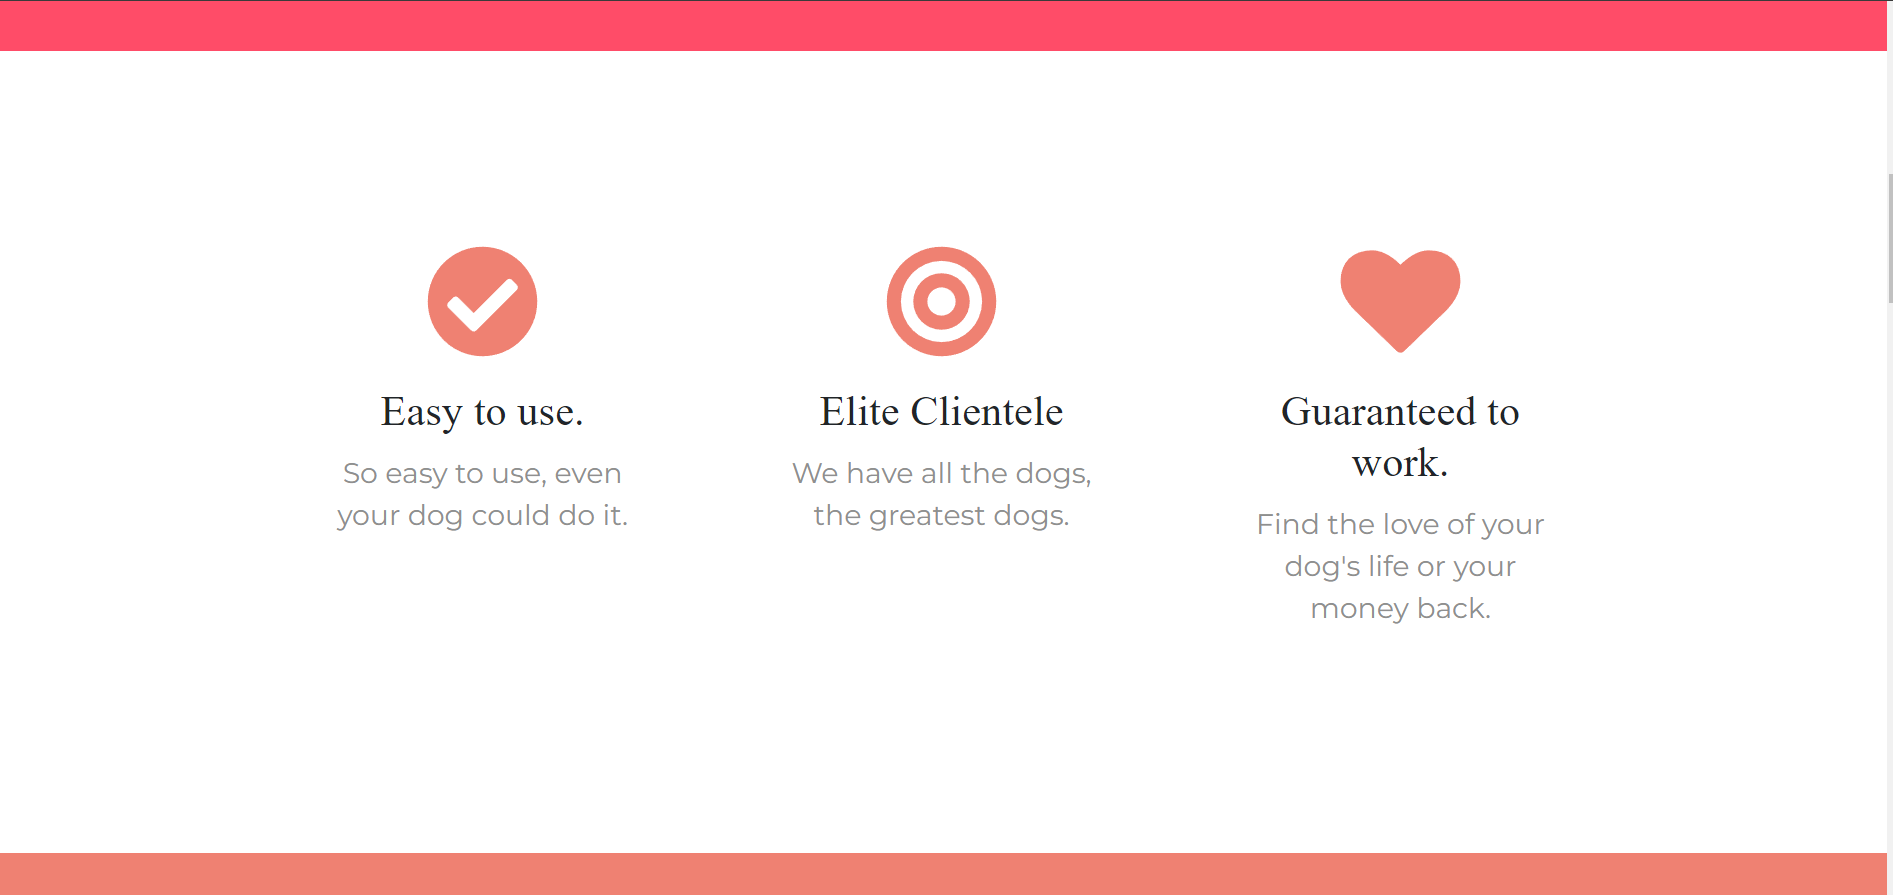 Easy to use.
So easy to use, even
your dog could do it.
Elite Clientele
We have all the dogs,
the greatest dogs.
Guaranteed to
work.
Find the love of your
dog's life or your
money back.